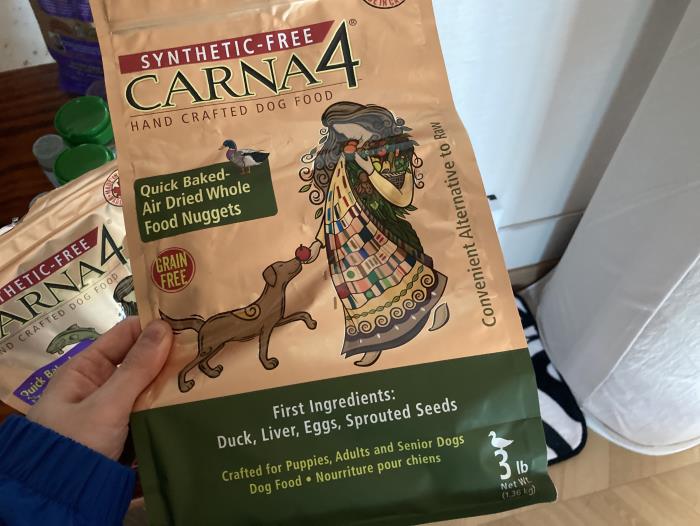 SYNTHETIC-FREE
CARNA4®
HAND CRAFTED DOG FOOD
Quick Baked-
Air Dried Whole
Food Nuggets
GRAIN
FREE
Convenient Alternative to Raw
First Ingredients:
Duck, Liver, Eggs, Sprouted Seeds
Crafted for Puppies, Adults and Senior Dogs
Dog Food • Nourriture pour chiens
3 lb
Net Wt.
(1.36 kg)
THETIC-FREE
ARNA4
ND CRAFTED DOG FOOD
Quick